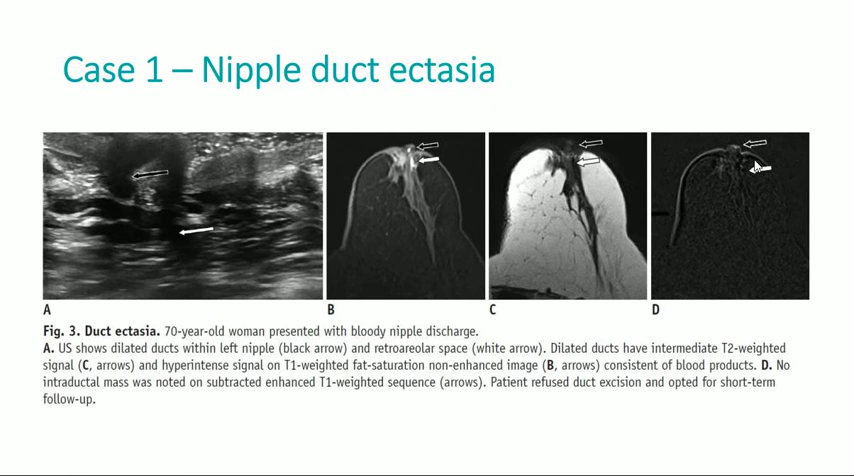 Case 1 – Nipple duct ectasia
A
B
C
D
Fig. 3. Duct ectasia. 70-year-old woman presented with bloody nipple discharge.
A. US shows dilated ducts within left nipple (black arrow) and retroareolar space (white arrow). Dilated ducts have intermediate T2-weighted
signal (C, arrows) and hyperintense signal on T1-weighted fat-saturation non-enhanced image (B, arrows) consistent of blood products. D. No
intraductal mass was noted on subtracted enhanced T1-weighted sequence (arrows). Patient refused duct excision and opted for short-term
follow-up.